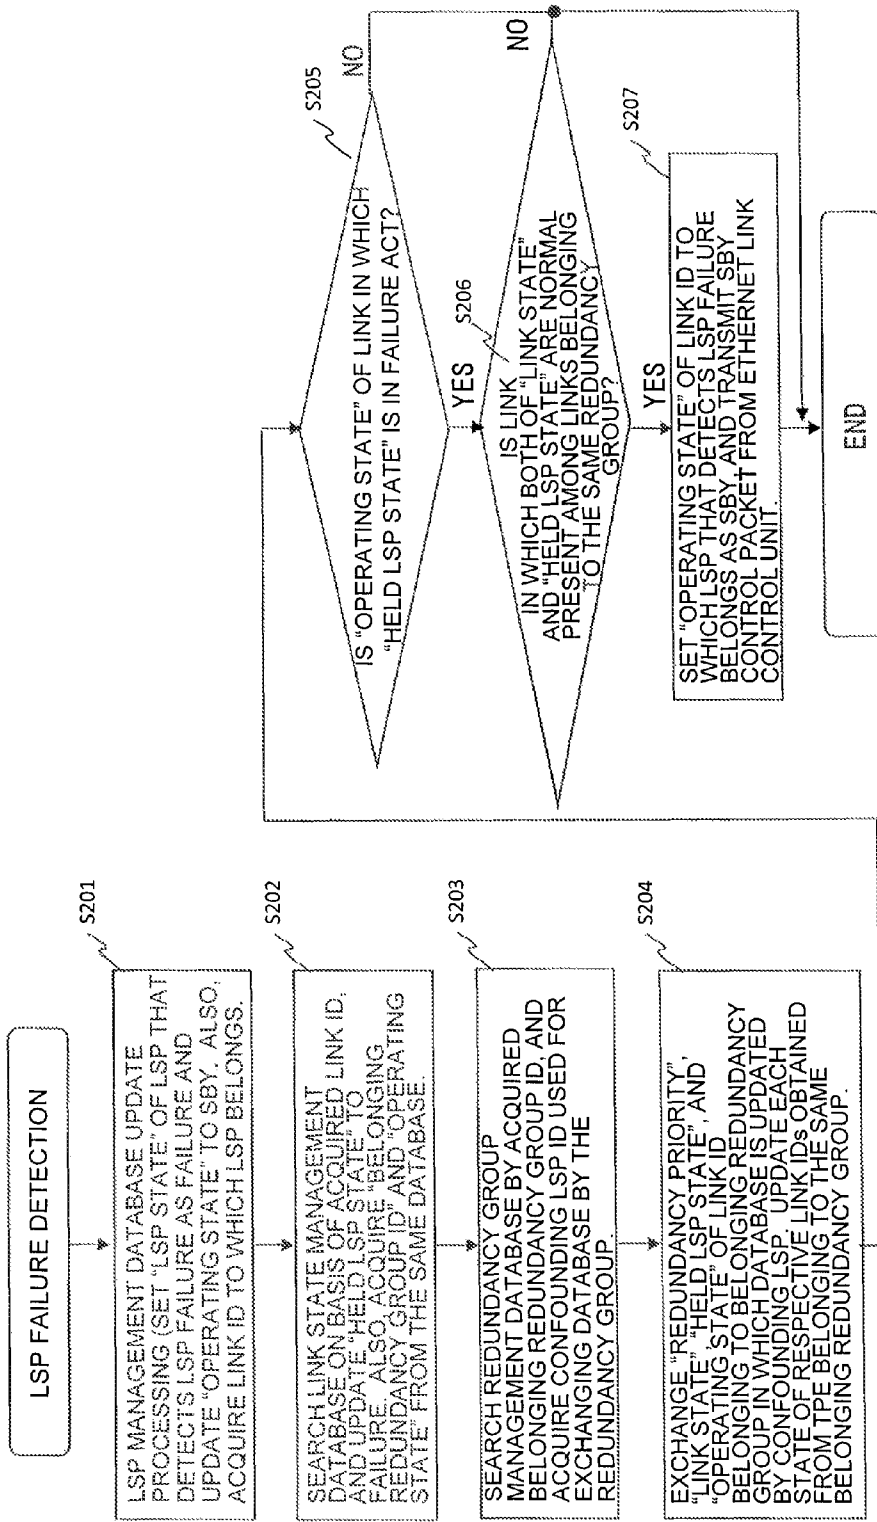 LSP FAILURE DETECTION
S201
LSP MANAGEMENT DATABASE UPDATE
PROCESSING (SET "LSP STATE" OF LSP THAT
DETECTS LSP FAILURE AS FAILURE AND
UPDATE "OPERATING STATE" TO SBY. ALSO,
ACQUIRE LINK ID TO WHICH LSP BELONGS.
S202
SEARCH LINK STATE MANAGEMENT
DATABASE ON BASIS OF ACQUIRED LINK ID,
AND UPDATE "HELD LSP STATE" TO
FAILURE. ALSO, ACQUIRE "BELONGING
REDUNDANCY GROUP ID" AND "OPERATING
STATE" FROM THE SAME DATABASE.
S203
SEARCH REDUNDANCY GROUP
MANAGEMENT DATABASE BY ACQUIRED
BELONGING REDUNDANCY GROUP ID, AND
ACQUIRE CONFOUNDING LSP ID USED FOR
EXCHANGING DATABASE BY THE
REDUNDANCY GROUP.
S204
EXCHANGE "REDUNDANCY PRIORITY",
"LINK STATE", "HELD LSP STATE", AND
"OPERATING STATE" OF LINK ID
BELONGING TO BELONGING REDUNDANCY
GROUP IN WHICH DATABASE IS UPDATED
BY CONFOUNDING LSP. UPDATE EACH
STATE OF RESPECTIVE LINK IDs OBTAINED
FROM TPE BELONGING TO THE SAME
BELONGING REDUNDANCY GROUP.
S205
IS "OPERATING STATE" OF LINK IN WHICH
"HELD LSP STATE" IS IN FAILURE ACT?
NO
YES
S206
IS LINK
IN WHICH BOTH OF "LINK STATE"
AND "HELD LSP STATE" ARE NORMAL
PRESENT AMONG LINKS BELONGING
TO THE SAME REDUNDANCY
GROUP?
NO
YES
S207
SET "OPERATING STATE" OF LINK ID TO
WHICH LSP THAT DETECTS LSP FAILURE
BELONGS AS SBY, AND TRANSMIT SBY
CONTROL PACKET FROM ETHERNET LINK
CONTROL UNIT.
END